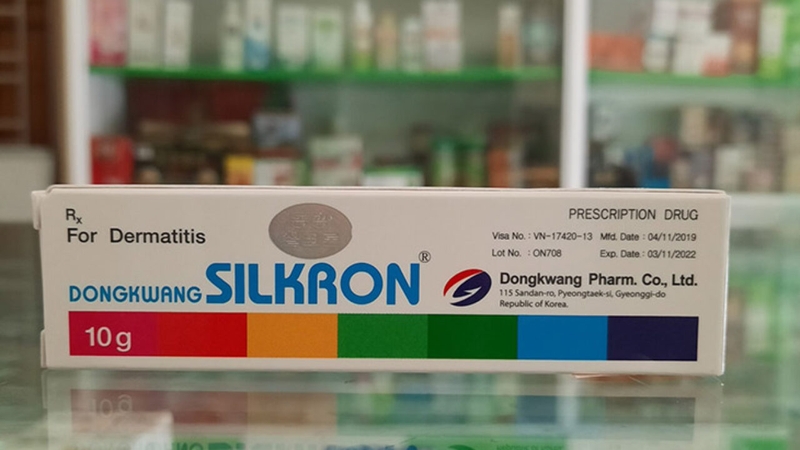 Rx
For Dermatitis
PRESCRIPTION DRUG
Visa No. : VN-17420-13 Mfd. Date : 04/11/2019
Lot No. : ON708 Exp. Date : 03/11/2022
DONGKWANG SILKRON®
Dongkwang Pharm. Co., Ltd.
115 Sandan-ro, Pyeongtaek-si, Gyeonggi-do
Republic of Korea.
10 g